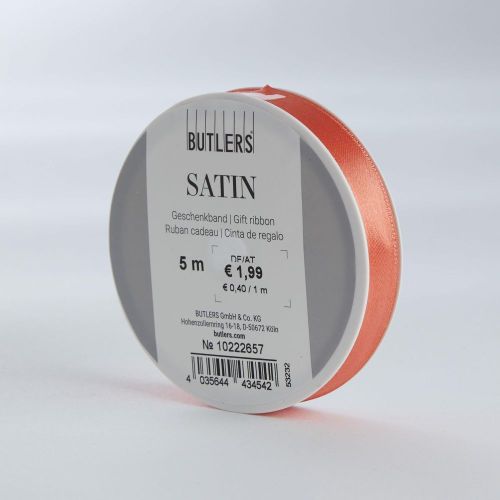 BUTLERS
SATIN
Geschenkband | Gift ribbon
Ruban cadeau | Cinta de regalo
5 m
DE/AT
€ 1,99
€ 0,40 / 1 m
BUTLERS GmbH & Co. KG
Hohenzollernring 16-18, D-50672 Köln
butlers.com
№ 10222657
4 035644 434542
53232